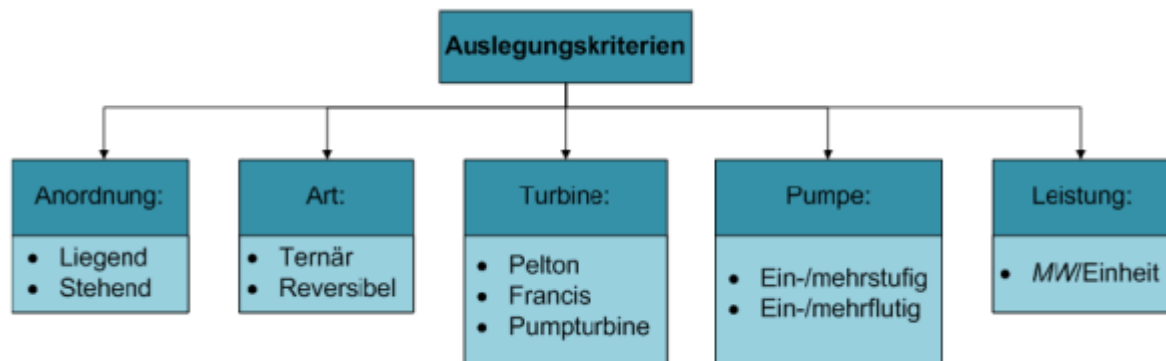 Auslegungskriterien
Anordnung:
• Liegend
• Stehend
Art:
• Ternär
• Reversibel
Turbine:
• Pelton
• Francis
• Pumpturbine
Pumpe:
• Ein-/mehrstufig
• Ein-/mehrflutig
Leistung:
• MW/Einheit